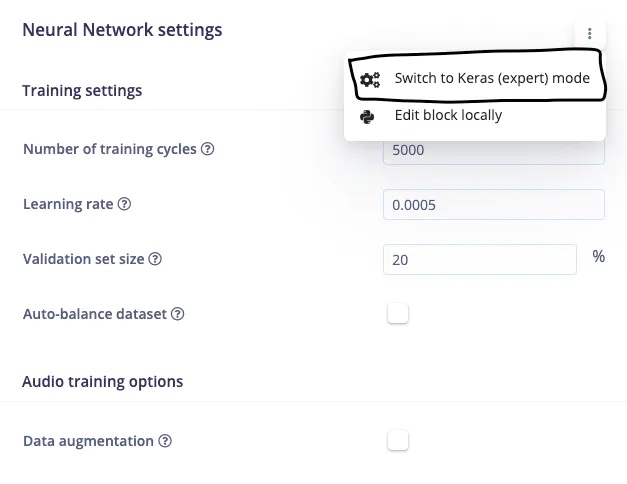 Neural Network settings
Switch to Keras (expert) mode
Training settings
Edit block locally
Number of training cycles
5000
Learning rate
0.0005
Validation set size
20
%
Auto-balance dataset
Audio training options
Data augmentation